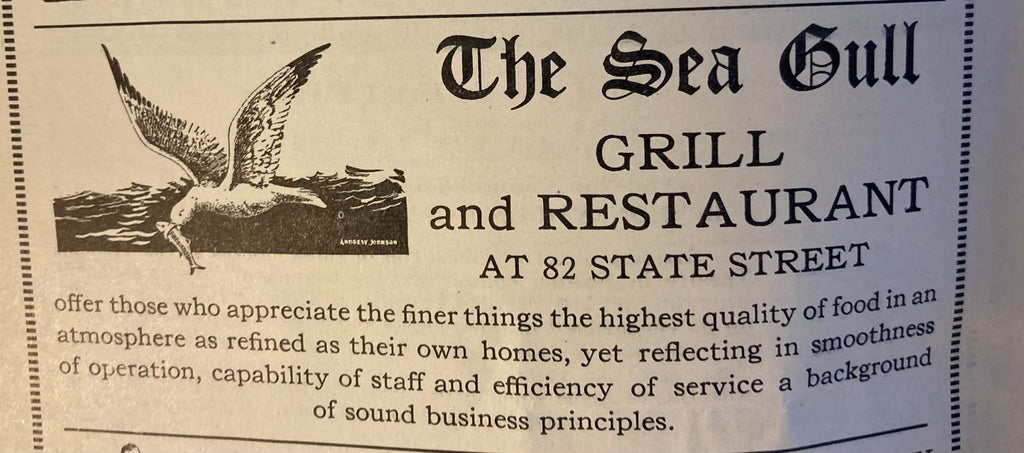 The Sea Gull
GRILL
and RESTAURANT
AT 82 STATE STREET
ANDREW JOHNSON
offer those who appreciate the finer things the highest quality of food in an
atmosphere as refined as their own homes, yet reflecting in smoothness
of operation, capability of staff and efficiency of service a background
of sound business principles.